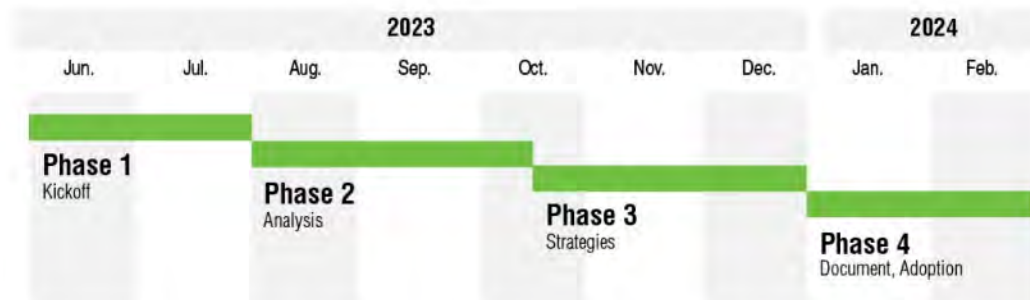 2023 2024
Jun. Jul. Aug. Sep. Oct. Nov. Dec. Jan. Feb.
Phase 1
Kickoff
Phase 2
Analysis
Phase 3
Strategies
Phase 4
Document, Adoption